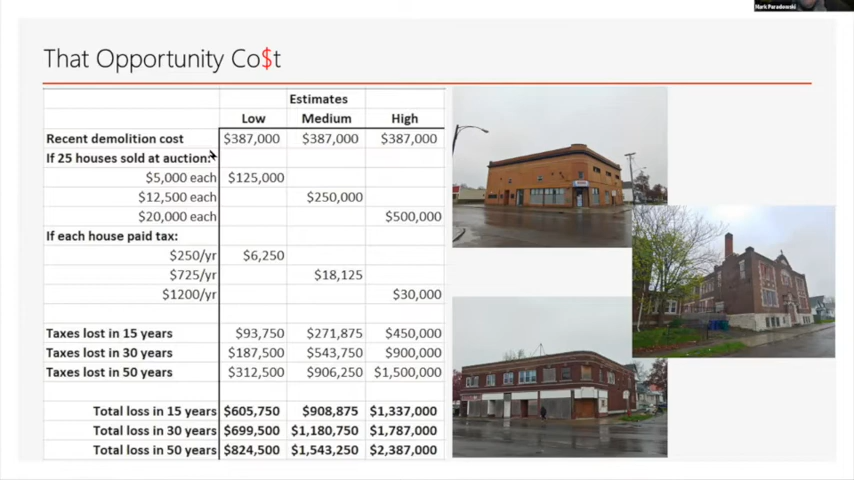 Mark Paradowski
That Opportunity Co$t
Estimates
Low Medium High
Recent demolition cost $387,000 $387,000 $387,000
If 25 houses sold at auction:
$5,000 each $125,000
$12,500 each $250,000
$20,000 each $500,000
If each house paid tax:
$250/yr $6,250
$725/yr $18,125
$1200/yr $30,000
Taxes lost in 15 years $93,750 $271,875 $450,000
Taxes lost in 30 years $187,500 $543,750 $900,000
Taxes lost in 50 years $312,500 $906,250 $1,500,000
Total loss in 15 years $605,750 $908,875 $1,337,000
Total loss in 30 years $699,500 $1,180,750 $1,787,000
Total loss in 50 years $824,500 $1,543,250 $2,387,000